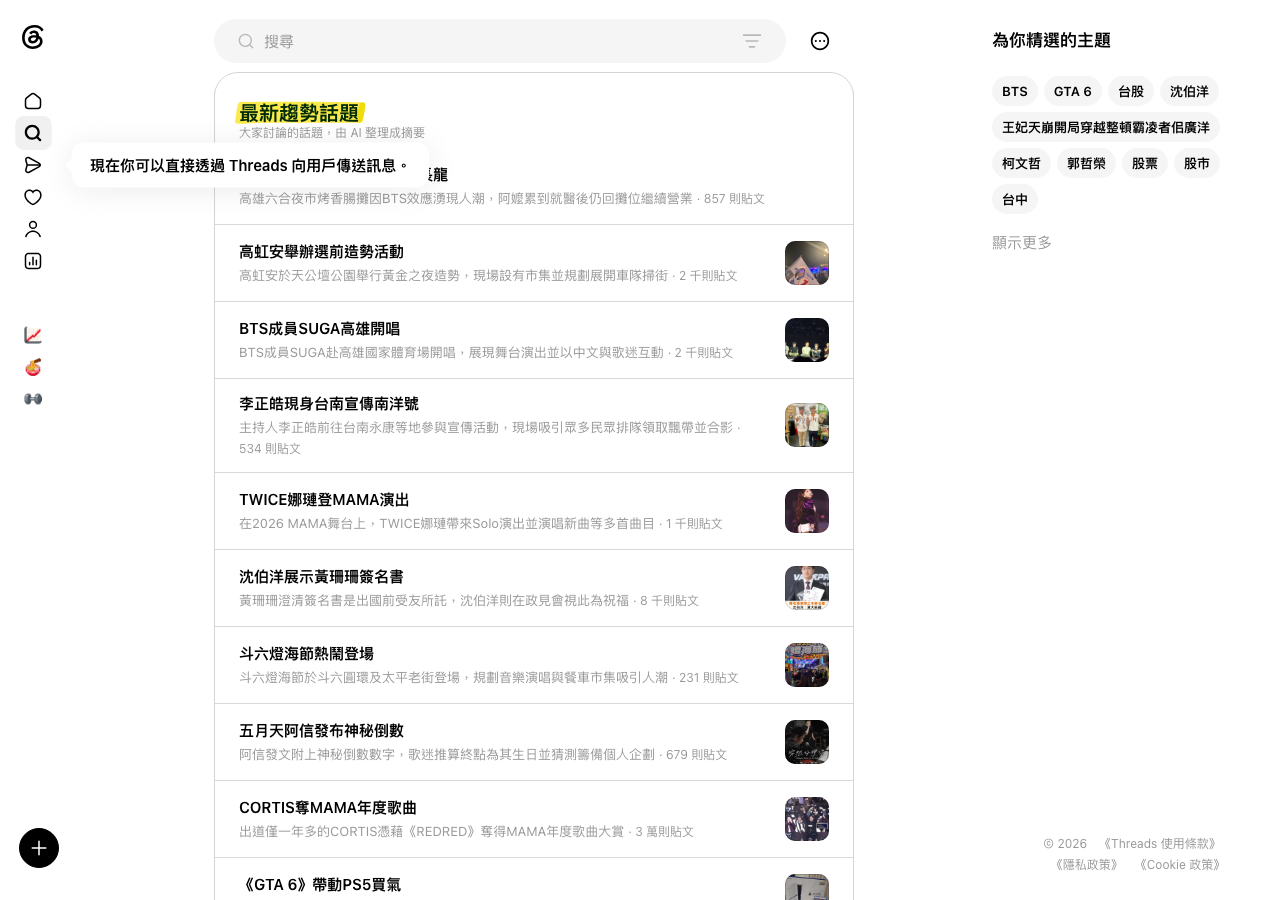 搜尋
最新趨勢話題
大家討論的話題，由 AI 整理成摘要
現在你可以直接透過 Threads 向用戶傳送訊息。
長龍
高雄六合夜市烤香腸攤因BTS效應湧現人潮，阿嬤累到就醫後仍回攤位繼續營業 · 857 則貼文
高虹安舉辦選前造勢活動
高虹安於天公壇公園舉行黃金之夜造勢，現場設有市集並規劃展開車隊掃街 · 2 千則貼文
BTS成員SUGA高雄開唱
BTS成員SUGA赴高雄國家體育場開唱，展現舞台演出並以中文與歌迷互動 · 2 千則貼文
李正皓現身台南宣傳南洋號
主持人李正皓前往台南永康等地參與宣傳活動，現場吸引眾多民眾排隊領取飄帶並合影 ·
534 則貼文
TWICE娜璉登MAMA演出
在2026 MAMA舞台上，TWICE娜璉帶來Solo演出並演唱新曲等多首曲目 · 1 千則貼文
沈伯洋展示黃珊珊簽名書
黃珊珊澄清簽名書是出國前受友所託，沈伯洋則在政見會視此為祝福 · 8 千則貼文
斗六燈海節熱鬧登場
斗六燈海節於斗六圓環及太平老街登場，規劃音樂演唱與餐車市集吸引人潮 · 231 則貼文
五月天阿信發布神秘倒數
阿信發文附上神秘倒數數字，歌迷推算終點為其生日並猜測籌備個人企劃 · 679 則貼文
CORTIS奪MAMA年度歌曲
出道僅一年多的CORTIS憑藉《REDRED》奪得MAMA年度歌曲大賞 · 3 萬則貼文
《GTA 6》帶動PS5買氣
為你精選的主題
BTS
GTA 6
台股
沈伯洋
王妃天崩開局穿越整頓霸凌者佀廣洋
柯文哲
郭哲榮
股票
股市
台中
顯示更多
© 2026 《Threads 使用條款》
《隱私政策》 《Cookie 政策》